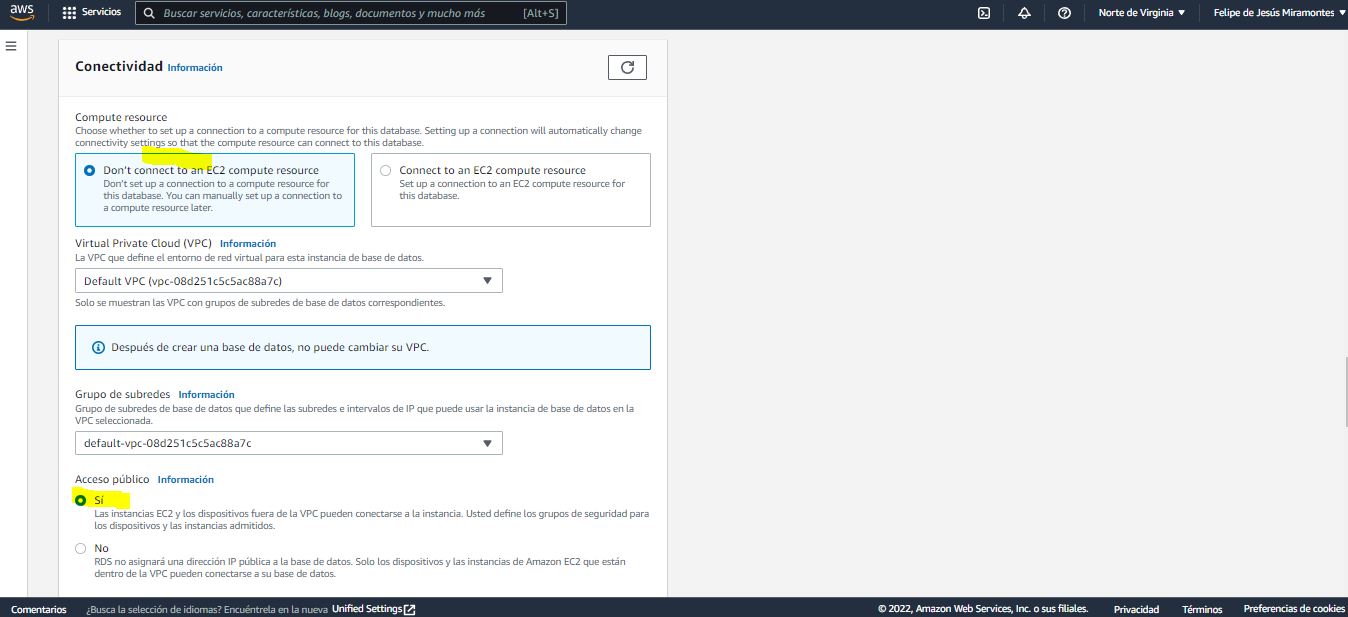 aws
Servicios
Buscar servicios, características, blogs, documentos y mucho más [Alt+S]
Norte de Virginia
Felipe de Jesús Miramontes
Conectividad Información
Compute resource
Choose whether to set up a connection to a compute resource for this database. Setting up a connection will automatically change
connectivity settings so that the compute resource can connect to this database.
Don't connect to an EC2 compute resource
Don't set up a connection to a compute resource for
this database. You can manually set up a connection to
a compute resource later.
Connect to an EC2 compute resource
Set up a connection to an EC2 compute resource for
this database.
Virtual Private Cloud (VPC) Información
La VPC que define el entorno de red virtual para esta instancia de base de datos.
Default VPC (vpc-08d251c5c5ac88a7c)
Solo se muestran las VPC con grupos de subredes de base de datos correspondientes.
Después de crear una base de datos, no puede cambiar su VPC.
Grupo de subredes Información
Grupo de subredes de base de datos que define las subredes e intervalos de IP que puede usar la instancia de base de datos en la
VPC seleccionada.
default-vpc-08d251c5c5ac88a7c
Acceso público Información
Sí
Las instancias EC2 y los dispositivos fuera de la VPC pueden conectarse a la instancia. Usted define los grupos de seguridad para
los dispositivos y las instancias admitidos.
No
RDS no asignará una dirección IP pública a la base de datos. Solo los dispositivos y las instancias de Amazon EC2 que están
dentro de la VPC pueden conectarse a su base de datos.
Comentarios
¿Busca la selección de idiomas? Encuéntrela en la nueva Unified Settings
© 2022, Amazon Web Services, Inc. o sus filiales.
Privacidad
Términos
Preferencias de cookies